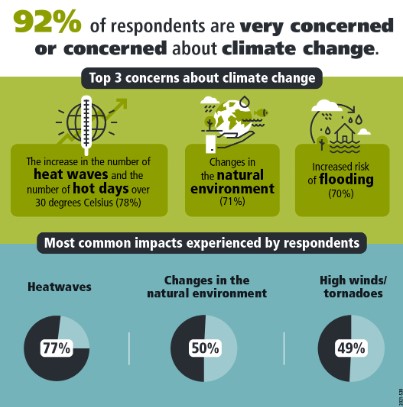 92% of respondents are very concerned
or concerned about climate change.
Top 3 concerns about climate change
The increase in the number of
heat waves and the
number of hot days over
30 degrees Celsius (78%)
Changes in
the natural
environment
(71%)
Increased risk
of flooding
(70%)
Most common impacts experienced by respondents
Heatwaves
Changes in the
natural environment
High winds/
tornadoes
77%
50%
49%